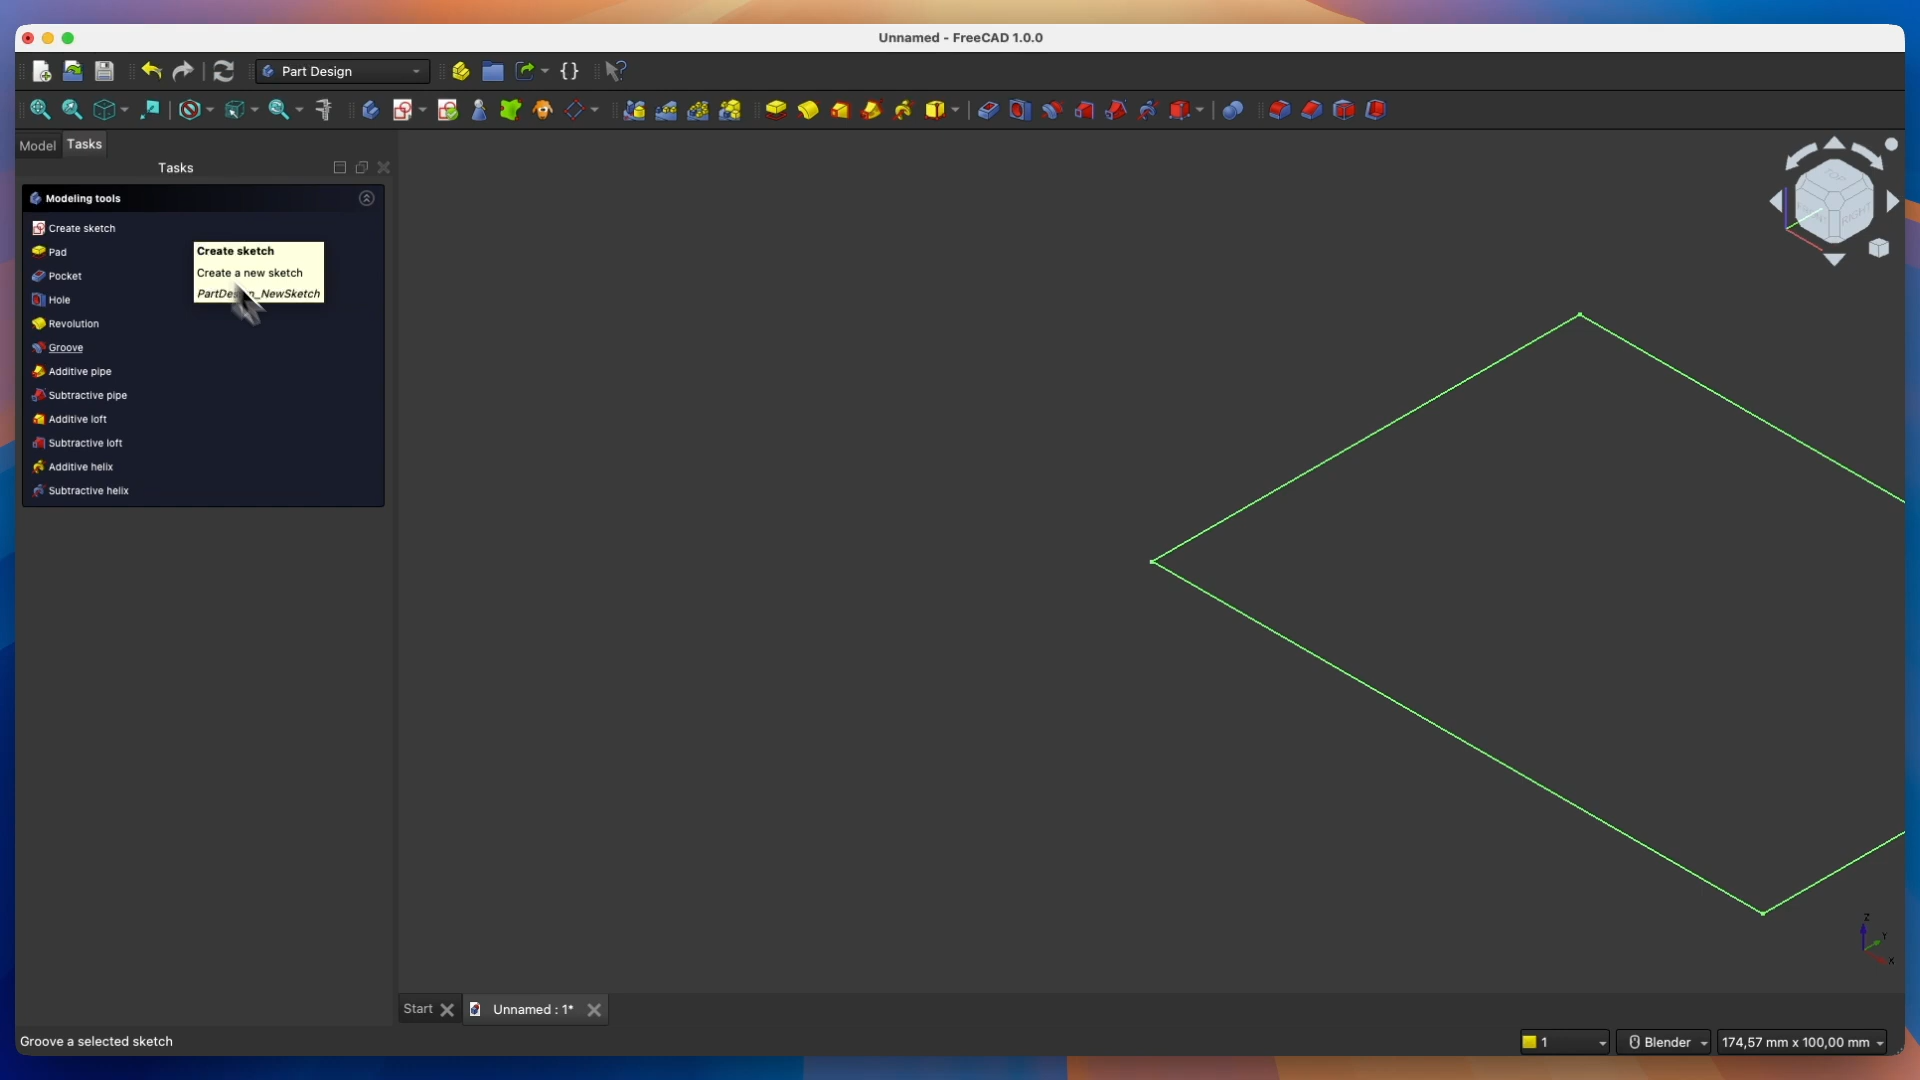 Unnamed - FreeCAD 1.0.0
Part Design
Model
Tasks
Tasks
Modeling tools
Create sketch
Pad
Pocket
Hole
Revolution
Groove
Additive pipe
Subtractive pipe
Additive loft
Subtractive loft
Additive helix
Subtractive helix
Create sketch
Create a new sketch
TOP
RIGHT
Z
Y
X
Start
Unnamed : 1*
Groove a selected sketch
1
Blender
174,57 mm x 100,00 mm